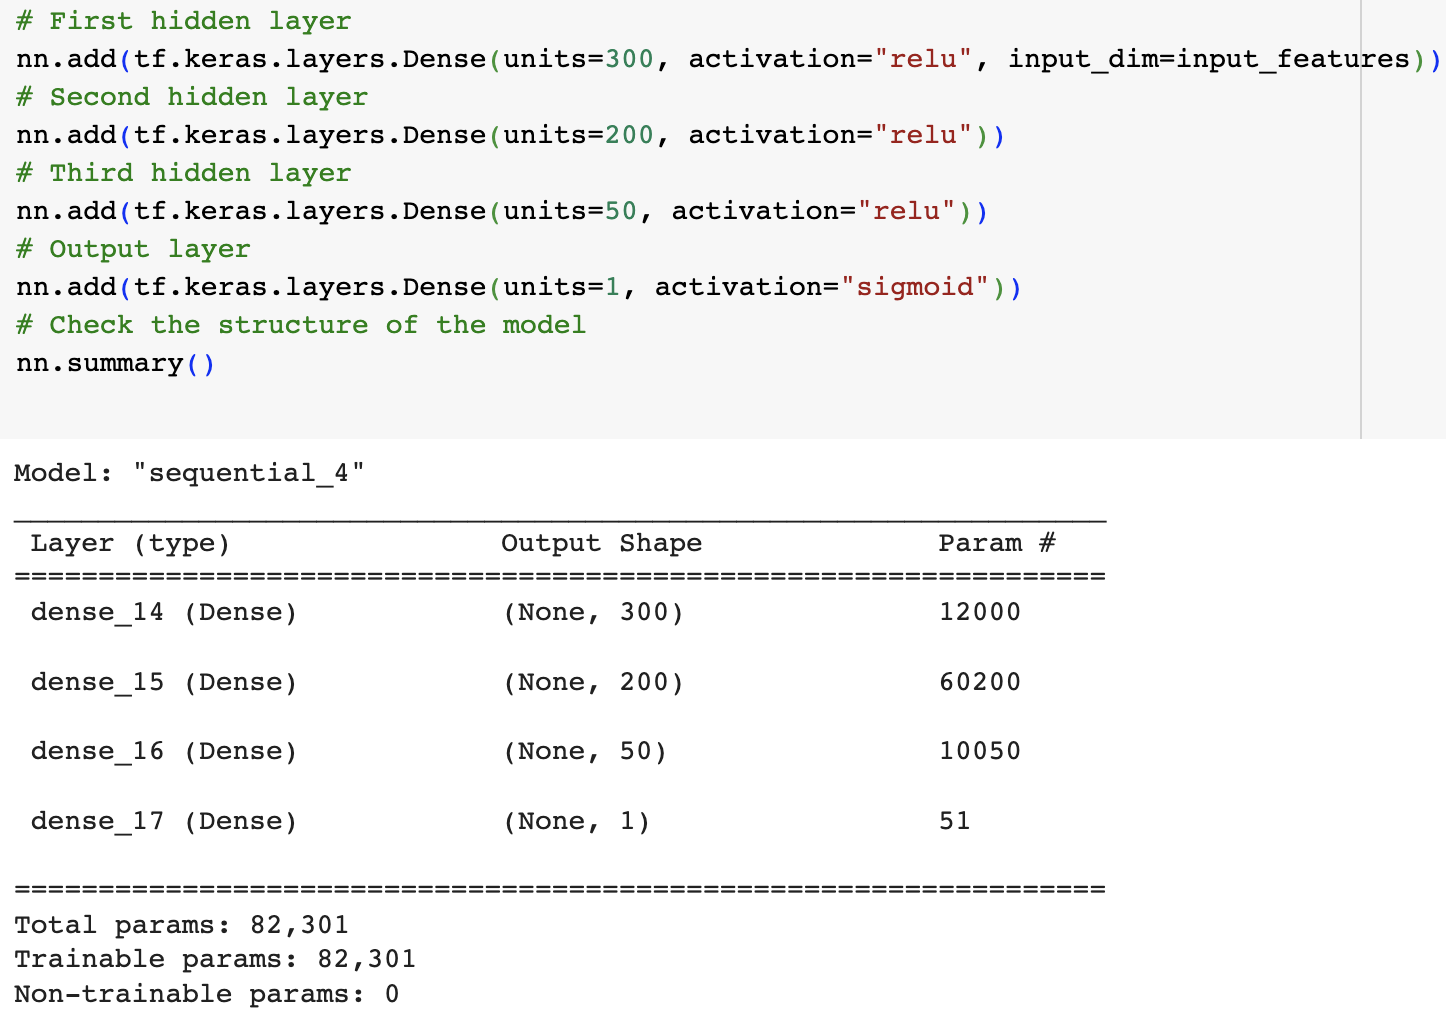 # First hidden layer
nn.add(tf.keras.layers.Dense(units=300, activation="relu", input_dim=input_features))
# Second hidden layer
nn.add(tf.keras.layers.Dense(units=200, activation="relu"))
# Third hidden layer
nn.add(tf.keras.layers.Dense(units=50, activation="relu"))
# Output layer
nn.add(tf.keras.layers.Dense(units=1, activation="sigmoid"))
# Check the structure of the model
nn.summary()
Model: "sequential_4"
_________________________________________________________________
Layer (type) Output Shape Param #
=================================================================
dense_14 (Dense) (None, 300) 12000
dense_15 (Dense) (None, 200) 60200
dense_16 (Dense) (None, 50) 10050
dense_17 (Dense) (None, 1) 51
=================================================================
Total params: 82,301
Trainable params: 82,301
Non-trainable params: 0